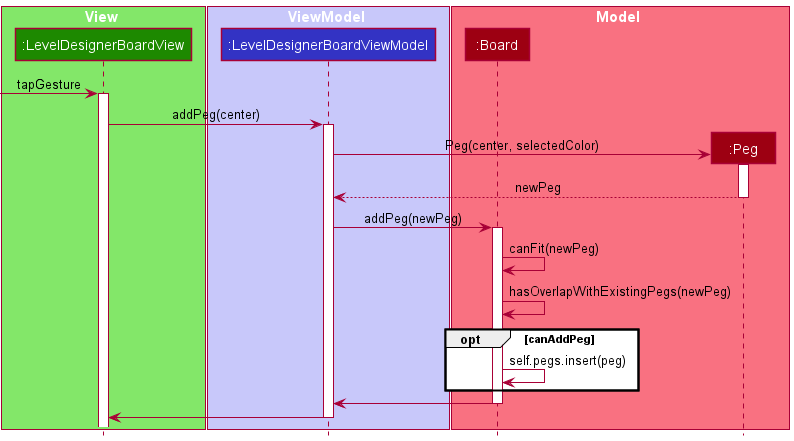 View
ViewModel
Model
:LevelDesignerBoardView
:LevelDesignerBoardViewModel
:Board
tapGesture
addPeg(center)
Peg(center, selectedColor)
:Peg
newPeg
addPeg(newPeg)
canFit(newPeg)
hasOverlapWithExistingPegs(newPeg)
opt
[canAddPeg]
self.pegs.insert(peg)